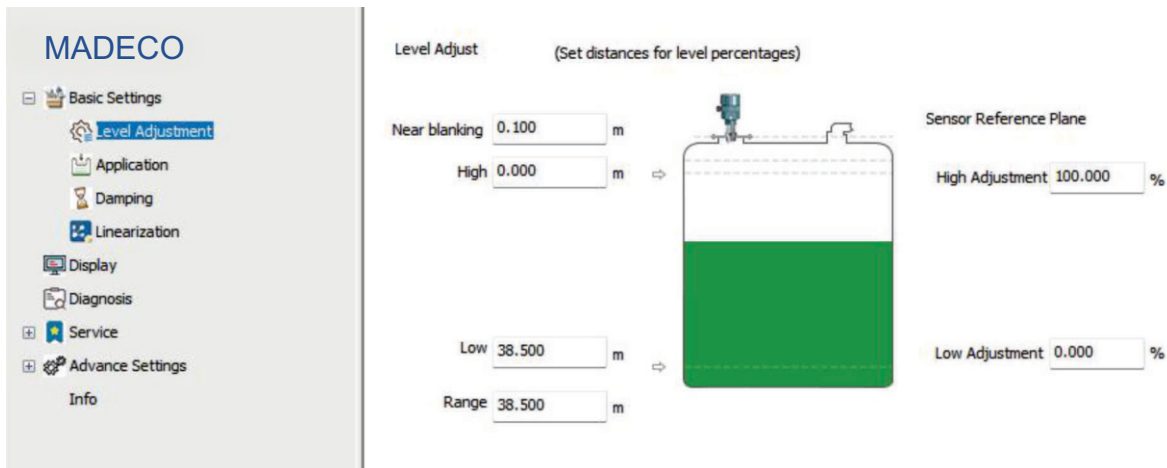 MADECO
Basic Settings
Level Adjustment
Application
Damping
Linearization
Display
Diagnosis
Service
Advance Settings
Info
Level Adjust (Set distances for level percentages)
Near blanking 0.100 m
High 0.000 m
Low 38.500 m
Range 38.500 m
Sensor Reference Plane
High Adjustment 100.000 %
Low Adjustment 0.000 %